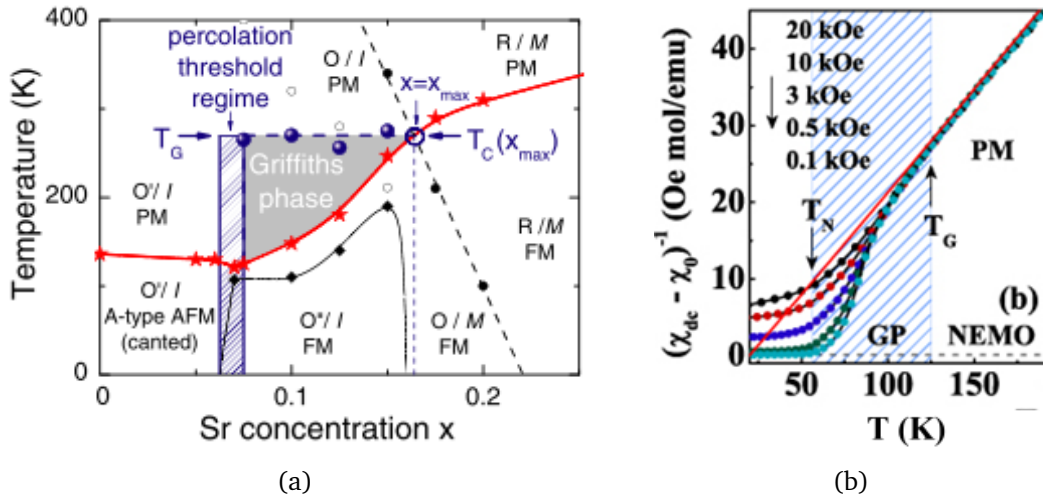 400
200
0
Temperature (K)
(a)
percolation
threshold
regime
O / I
PM
R / M
PM
x=x_max
T_G
T_C(x_max)
Griffiths
phase
O'/ I
PM
R / M
FM
O'/ I
A-type AFM
(canted)
O''/ I
FM
O / M
FM
0
0.1
0.2
Sr concentration x
(a)
(b)
40
30
20
10
0
(χ_dc - χ_0)^-1 (Oe mol/emu)
20 kOe
10 kOe
3 kOe
0.5 kOe
0.1 kOe
PM
T_N
T_G
(b)
GP
NEMO
50
100
150
T (K)
(b)